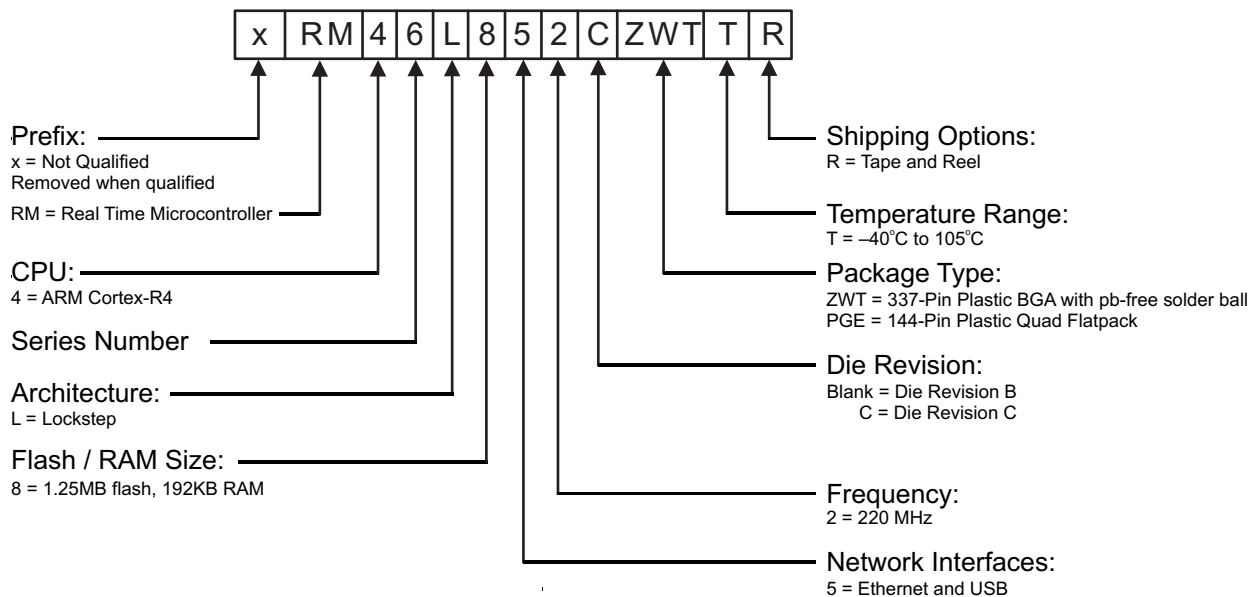 x RM 4 6 L 8 5 2 C ZWT T R
Prefix:
x = Not Qualified
Removed when qualified
RM = Real Time Microcontroller
CPU:
4 = ARM Cortex-R4
Series Number
Architecture:
L = Lockstep
Flash / RAM Size:
8 = 1.25MB flash, 192KB RAM
Shipping Options:
R = Tape and Reel
Temperature Range:
T = –40°C to 105°C
Package Type:
ZWT = 337-Pin Plastic BGA with pb-free solder ball
PGE = 144-Pin Plastic Quad Flatpack
Die Revision:
Blank = Die Revision B
C = Die Revision C
Frequency:
2 = 220 MHz
Network Interfaces:
5 = Ethernet and USB